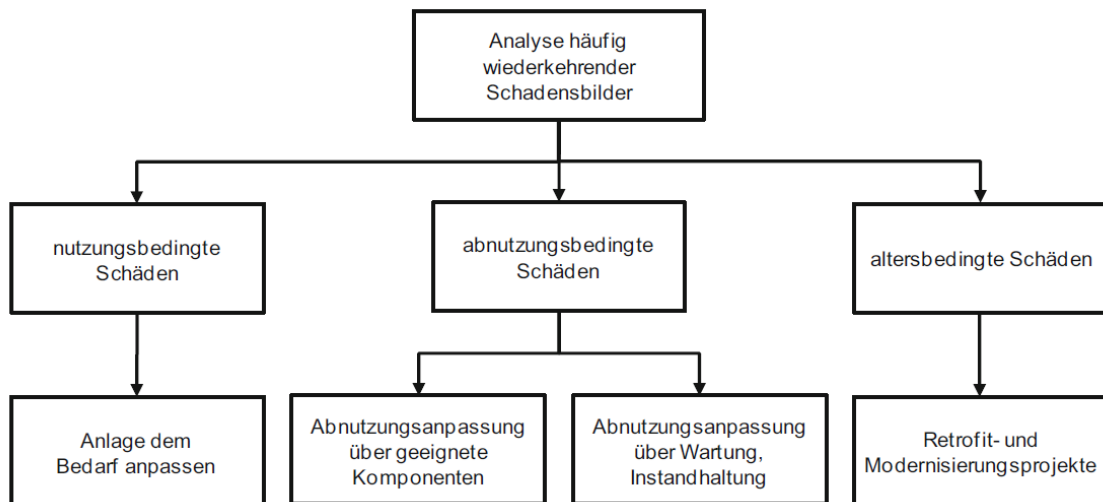 Analyse häufig
wiederkehrender
Schadensbilder
nutzungsbedingte
Schäden
abnutzungsbedingte
Schäden
altersbedingte Schäden
Anlage dem
Bedarf anpassen
Abnutzungsanpassung
über geeignete
Komponenten
Abnutzungsanpassung
über Wartung,
Instandhaltung
Retrofit- und
Modernisierungsprojekte